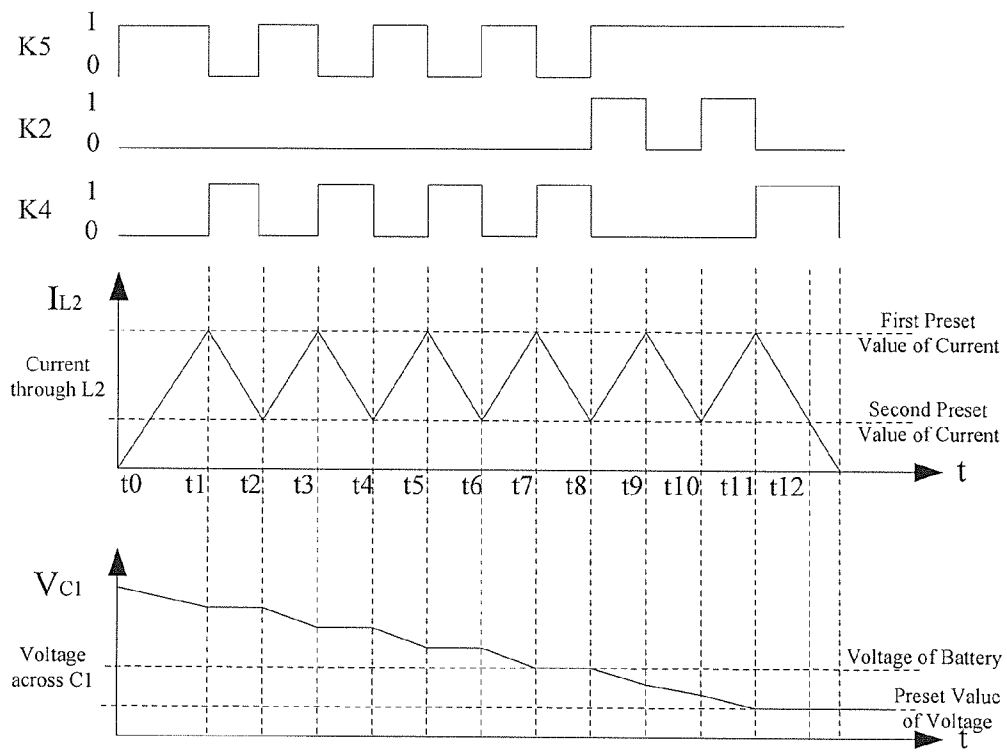 K5 1
0
K2 1
0
K4 1
0
IL2
First Preset
Value of Current
Current
through L2
Second Preset
Value of Current
t0 t1 t2 t3 t4 t5 t6 t7 t8 t9 t10 t11 t12 t
VC1
Voltage
across C1
Voltage of Battery
Preset Value
of Voltage
t